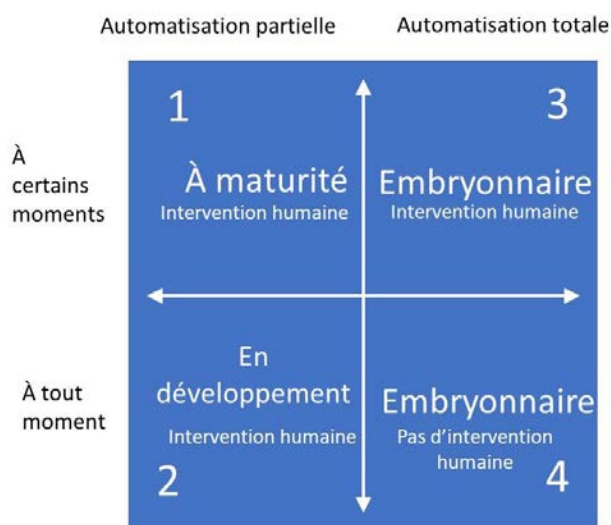 Automatisation partielle
Automatisation totale
1
3
À
certains
moments
À maturité
Intervention humaine
Embryonnaire
Intervention humaine
À tout
moment
En
développement
Intervention humaine
2
Embryonnaire
Pas d'intervention
humaine
4